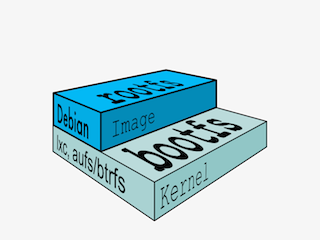 rootfs
Debian
Image
bootfs
lxc, aufs/btrfs
Kernel